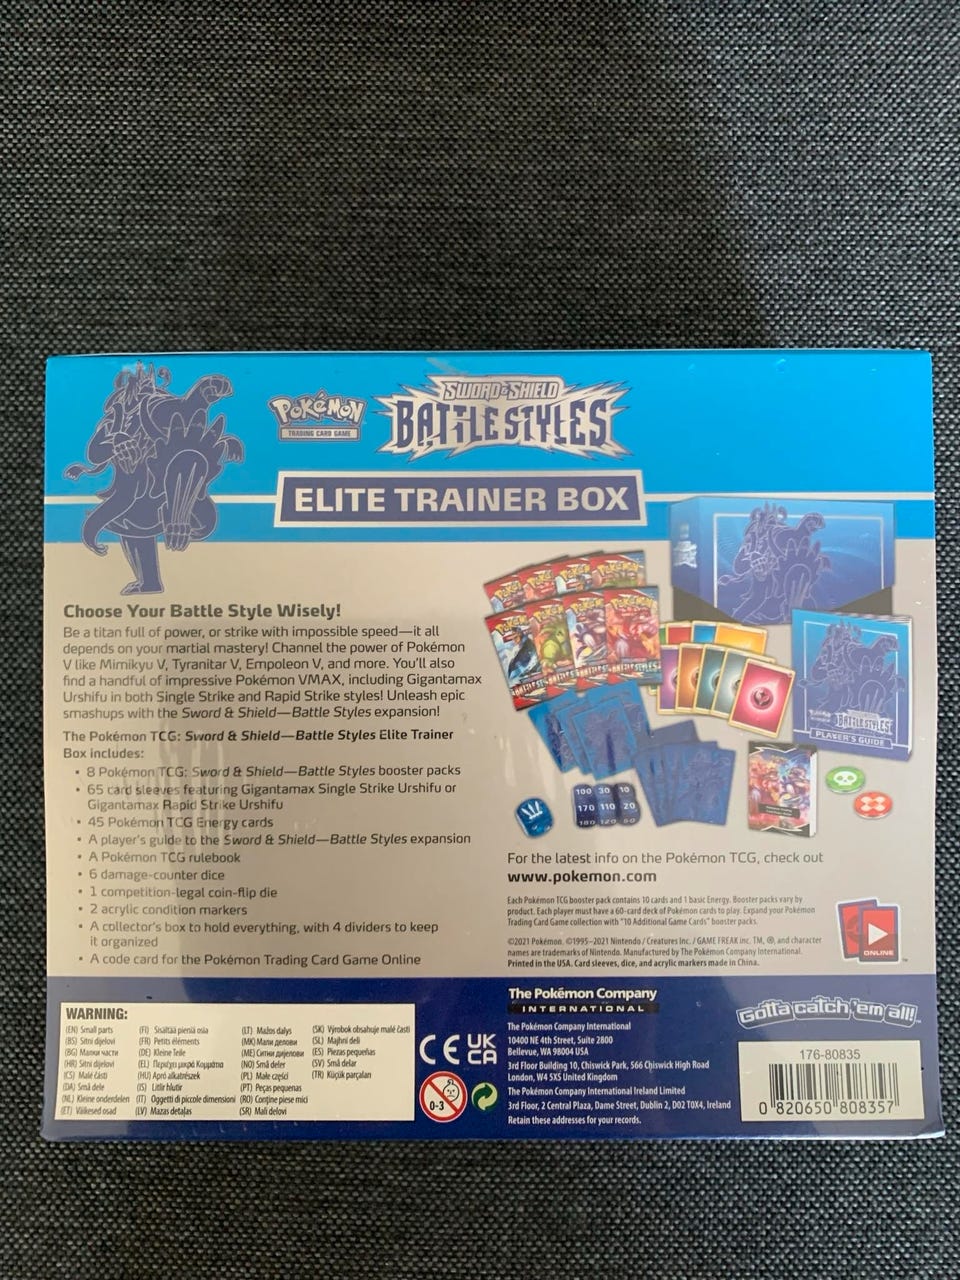 Pokémon
TRADING CARD GAME
SWORD & SHIELD
BATTLE STYLES
ELITE TRAINER BOX
Choose Your Battle Style Wisely!
Be a titan full of power, or strike with impossible speed—it all
depends on your martial mastery! Channel the power of Pokémon
V like Mimikyu V, Tyranitar V, Empoleon V, and more. You'll also
find a handful of impressive Pokémon VMAX, including Gigantamax
Urshifu in both Single Strike and Rapid Strike styles! Unleash epic
smashups with the Sword & Shield—Battle Styles expansion!
The Pokémon TCG: Sword & Shield—Battle Styles Elite Trainer
Box includes:
• 8 Pokémon TCG: Sword & Shield—Battle Styles booster packs
• 65 card sleeves featuring Gigantamax Single Strike Urshifu or
Gigantamax Rapid Strike Urshifu
• 45 Pokémon TCG Energy cards
• A player's guide to the Sword & Shield—Battle Styles expansion
• A Pokémon TCG rulebook
• 6 damage-counter dice
• 1 competition-legal coin-flip die
• 2 acrylic condition markers
• A collector's box to hold everything, with 4 dividers to keep
it organized
• A code card for the Pokémon Trading Card Game Online
BATTLE STYLES
PLAYER'S GUIDE
100 30 10
170 110 20
180 120 60
For the latest info on the Pokémon TCG, check out
www.pokemon.com
Each Pokémon TCG booster pack contains 10 cards and 1 basic Energy. Booster packs vary by
product. Each player must have a 60-card deck of Pokémon cards to play. Expand your Pokémon
Trading Card Game collection with "10 Additional Game Cards" booster packs.
©2021 Pokémon. ©1995–2021 Nintendo / Creatures Inc. / GAME FREAK inc. TM, ®, and character
names are trademarks of Nintendo. Manufactured by The Pokémon Company International.
Printed in the USA. Card sleeves, dice, and acrylic markers made in China.
ONLINE
WARNING:
(EN) Small parts
(BS) Sitni dijelovi
(BG) Малки части
(HR) Sitni dijelovi
(CS) Malé části
(DA) Små dele
(NL) Kleine onderdelen
(ET) Väikesed osad
(FI) Sisältää pieniä osia
(FR) Petits éléments
(DE) Kleine Teile
(EL) Περιέχει μικρά Κομμάτια
(HU) Apró alkatrészek
(IS) Litlir hlutir
(IT) Oggetti di piccole dimensioni
(LV) Mazas detaļas
(LT) Mažos dalys
(MK) Мали делови
(ME) Ситни дијелови
(NO) Små deler
(PL) Małe części
(PT) Peças pequenas
(RO) Conţine piese mici
(SR) Mali delovi
(SK) Výrobok obsahuje malé časti
(SL) Majhni deli
(ES) Piezas pequeñas
(SV) Små delar
(TR) Küçük parçaları
CE UK
CA
0-3
The Pokémon Company
INTERNATIONAL
The Pokémon Company International
10400 NE 4th Street, Suite 2800
Bellevue, WA 98004 USA
3rd Floor Building 10, Chiswick Park, 566 Chiswick High Road
London, W4 5XS United Kingdom
The Pokémon Company International Ireland Limited
3rd Floor, 2 Central Plaza, Dame Street, Dublin 2, D02 T0X4, Ireland
Retain these addresses for your records.
Gotta catch 'em all!
176-80835
0 820650 808357